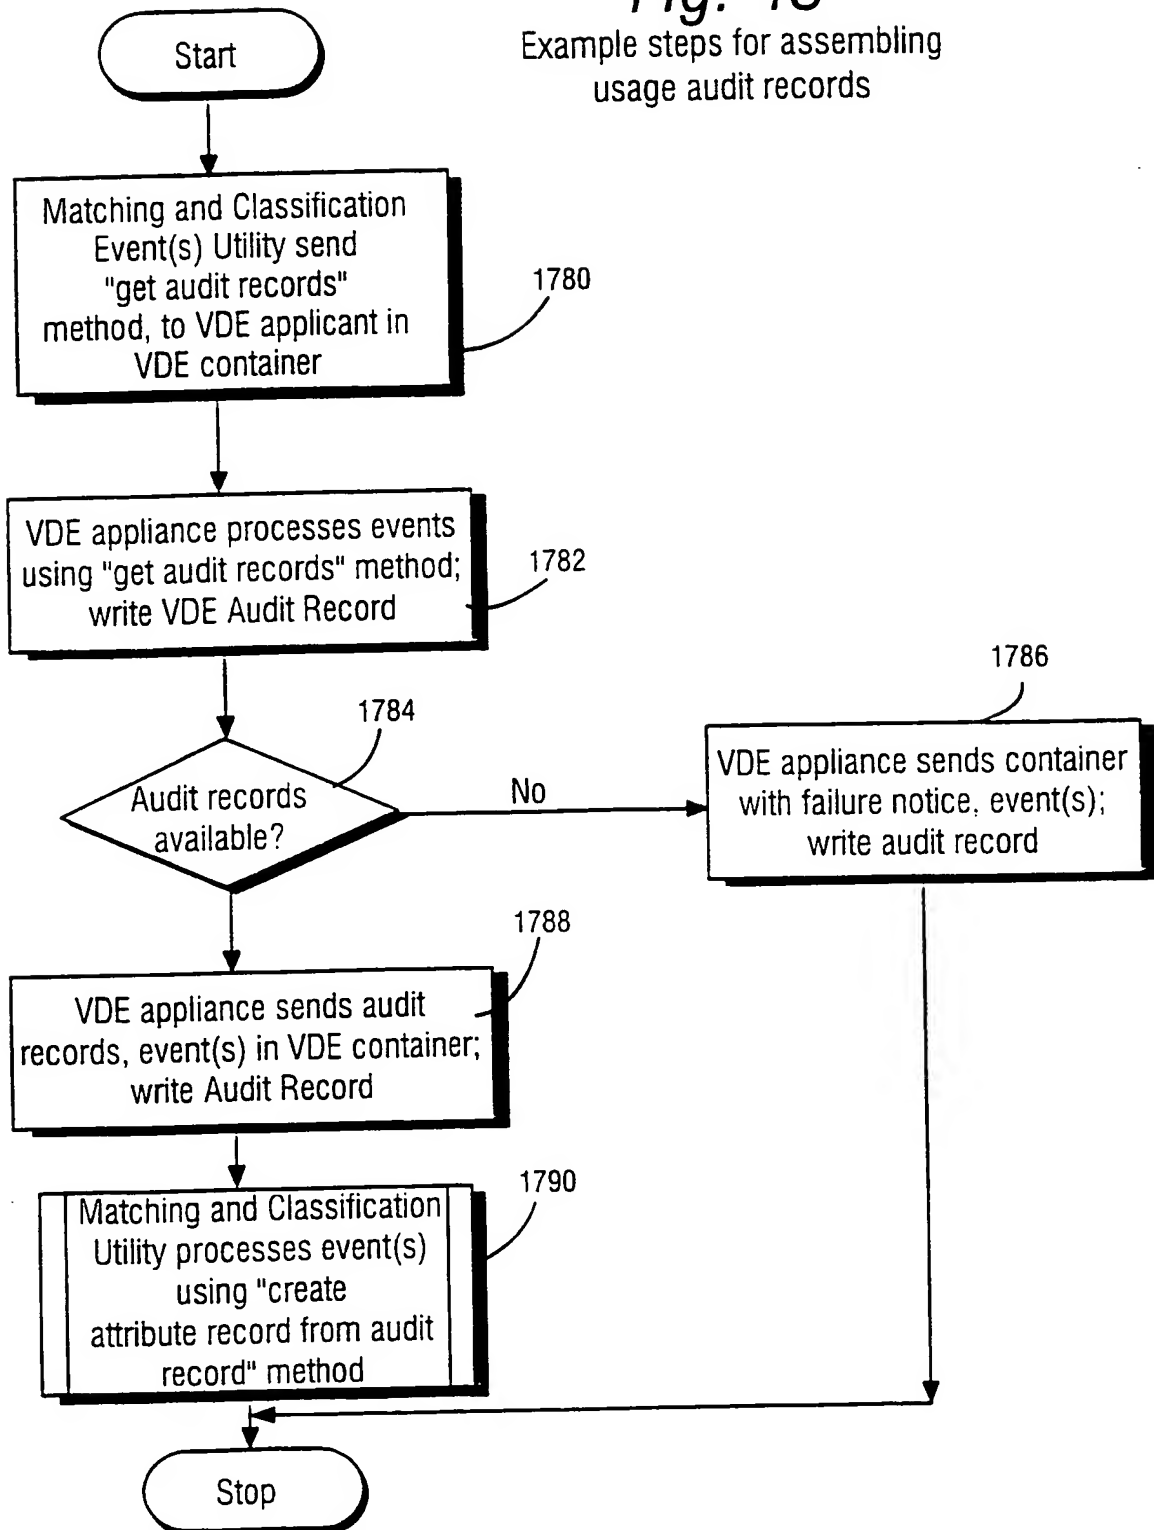 Start
Example steps for assembling
usage audit records
Matching and Classification
Event(s) Utility send
"get audit records"
method, to VDE applicant in
VDE container
1780
VDE appliance processes events
using "get audit records" method;
write VDE Audit Record
1782
1784
Audit records
available?
No
1786
VDE appliance sends container
with failure notice, event(s);
write audit record
1788
VDE appliance sends audit
records, event(s) in VDE container;
write Audit Record
1790
Matching and Classification
Utility processes event(s)
using "create
attribute record from audit
record" method
Stop